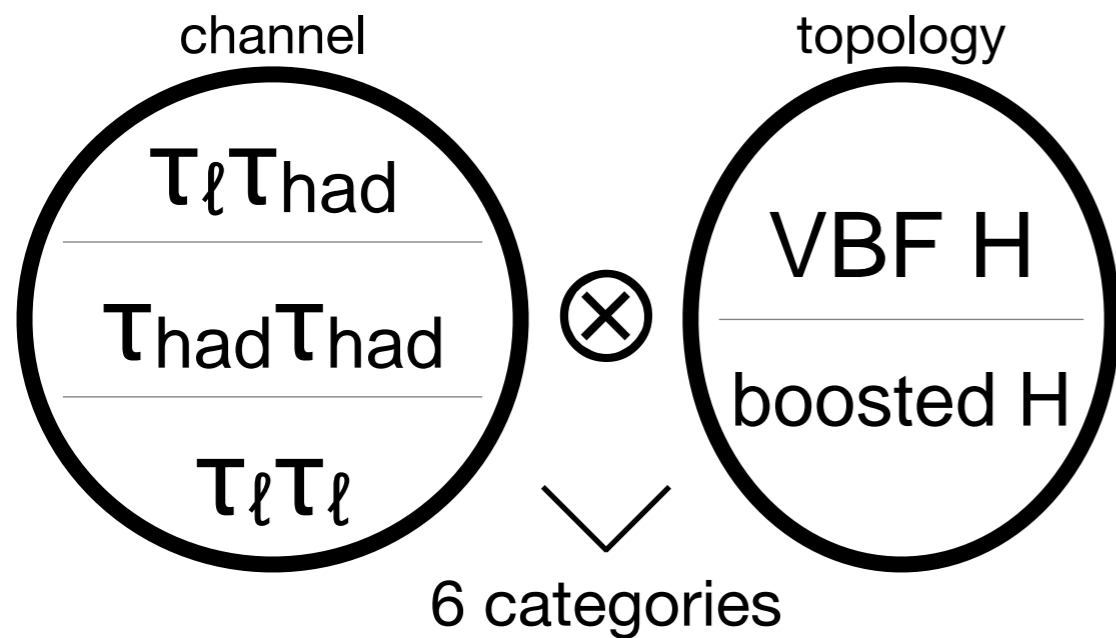 channel
topology
τℓτhad
τhadτhad
τℓτℓ
⊗
VBF H
boosted H
6 categories